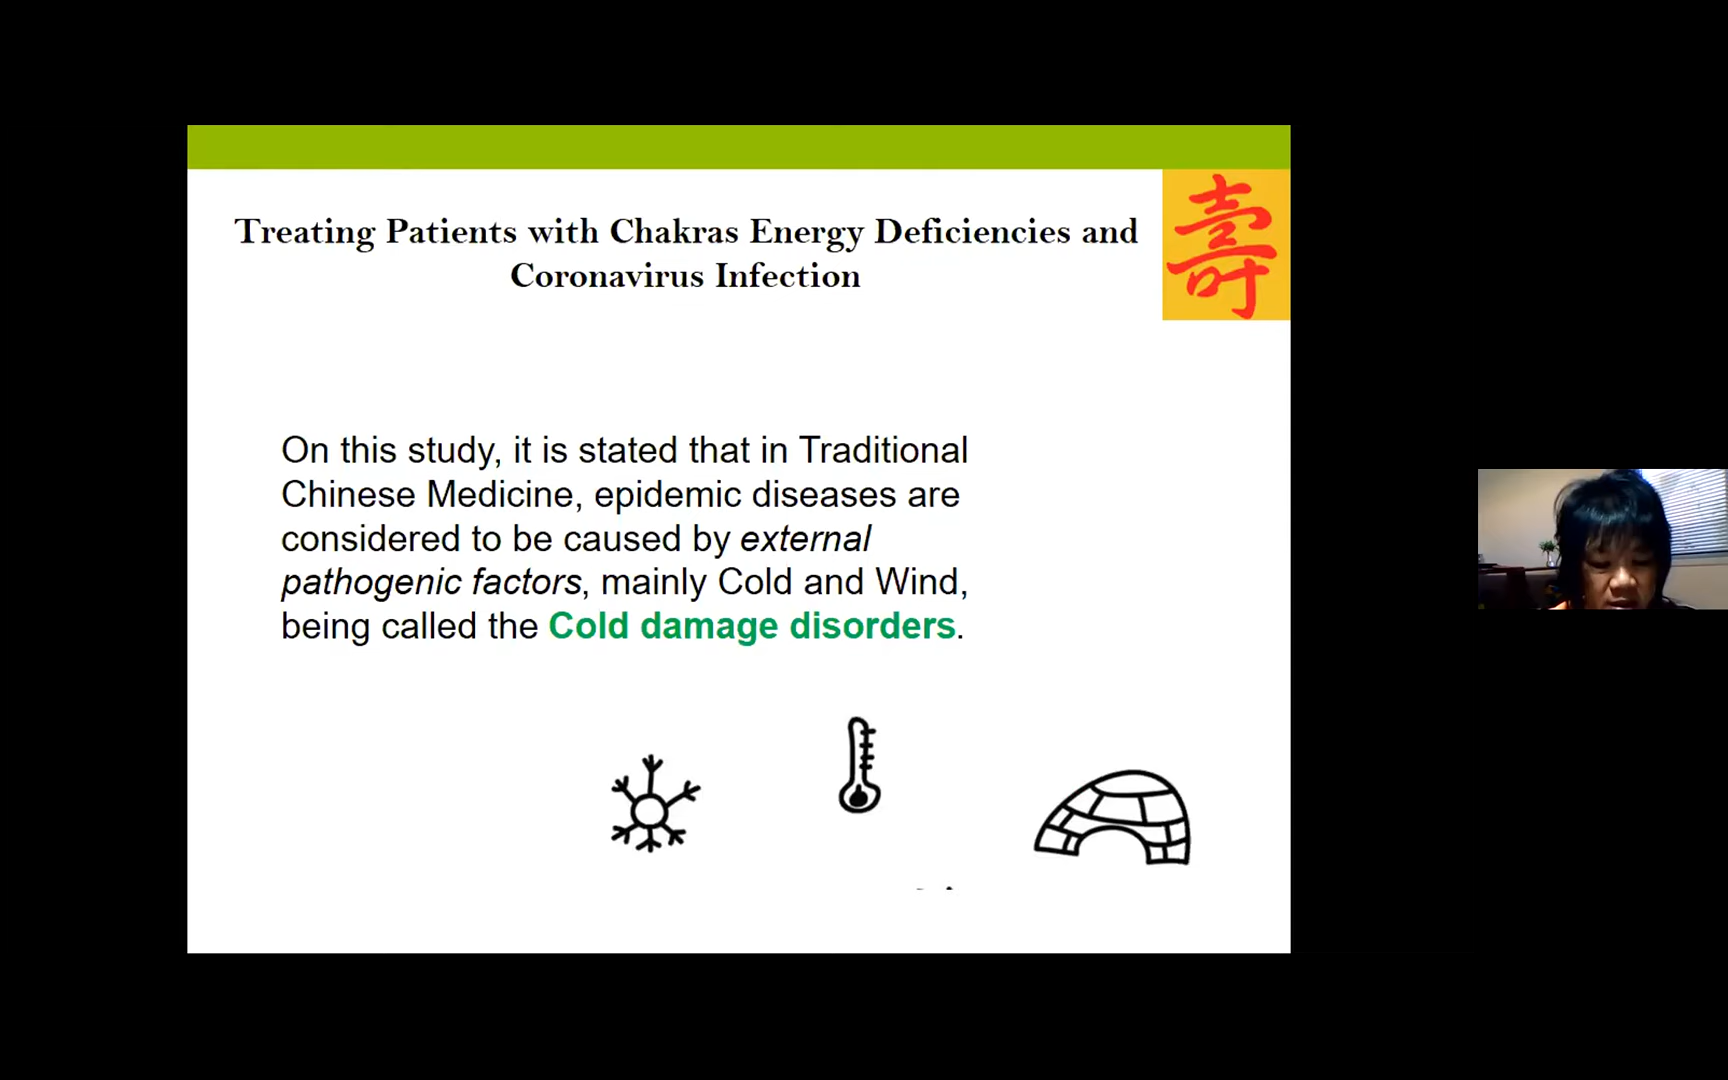 Treating Patients with Chakras Energy Deficiencies and
Coronavirus Infection
壽
On this study, it is stated that in Traditional
Chinese Medicine, epidemic diseases are
considered to be caused by external
pathogenic factors, mainly Cold and Wind,
being called the Cold damage disorders.